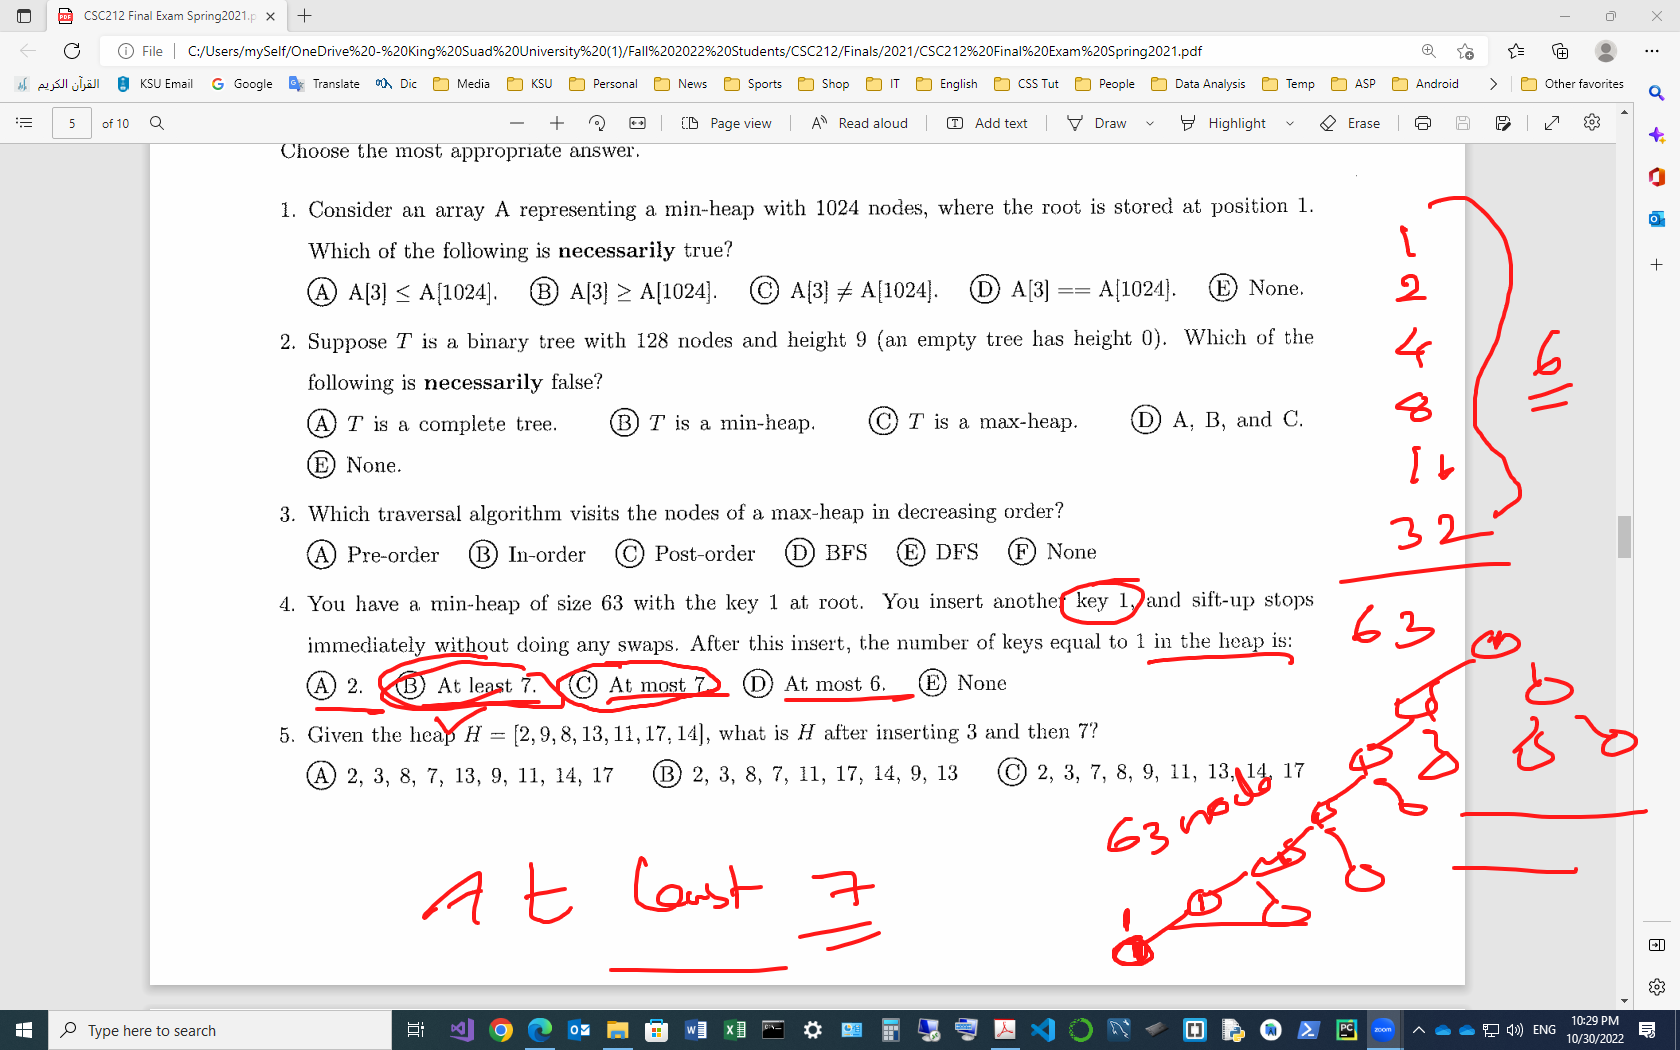 CSC212 Final Exam Spring2021.p
File
C:/Users/mySelf/OneDrive%20-%20King%20Suad%20University%20(1)/Fall%202022%20Students/CSC212/Finals/2021/CSC212%20Final%20Exam%20Spring2021.pdf
القرآن الكريم KSU Email Google Translate Dic Media KSU Personal News Sports Shop IT English CSS Tut People Data Analysis Temp ASP Android Other favorites
5 of 10 Page view Read aloud Add text Draw Highlight Erase
Choose the most appropriate answer.
1. Consider an array A representing a min-heap with 1024 nodes, where the root is stored at position 1.
Which of the following is necessarily true?
(A) A[3] ≤ A[1024]. (B) A[3] ≥ A[1024]. (C) A[3] ≠ A[1024]. (D) A[3] == A[1024]. (E) None.
2. Suppose T is a binary tree with 128 nodes and height 9 (an empty tree has height 0). Which of the
following is necessarily false?
(A) T is a complete tree. (B) T is a min-heap. (C) T is a max-heap. (D) A, B, and C.
(E) None.
3. Which traversal algorithm visits the nodes of a max-heap in decreasing order?
(A) Pre-order (B) In-order (C) Post-order (D) BFS (E) DFS (F) None
4. You have a min-heap of size 63 with the key 1 at root. You insert another key 1, and sift-up stops
immediately without doing any swaps. After this insert, the number of keys equal to 1 in the heap is:
(A) 2. (B) At least 7. (C) At most 7. (D) At most 6. (E) None
5. Given the heap H = [2, 9, 8, 13, 11, 17, 14], what is H after inserting 3 and then 7?
(A) 2, 3, 8, 7, 13, 9, 11, 14, 17 (B) 2, 3, 8, 7, 11, 17, 14, 9, 13 (C) 2, 3, 7, 8, 9, 11, 13, 14, 17
1
2
4
8
16
32
6
63
63 node
At least 7
1
Type here to search
ENG
10:29 PM
10/30/2022